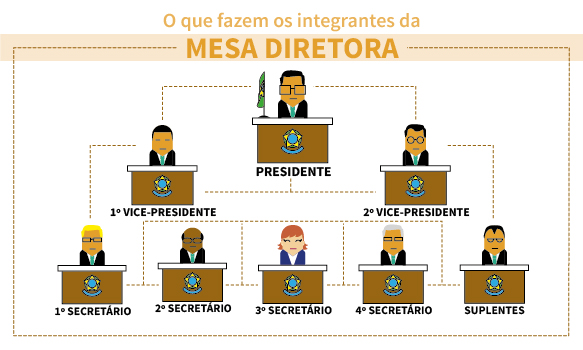 O que fazem os integrantes da
MESA DIRETORA
PRESIDENTE
1º VICE-PRESIDENTE
2º VICE-PRESIDENTE
1º SECRETÁRIO
2º SECRETÁRIO
3º SECRETÁRIO
4º SECRETÁRIO
SUPLENTES